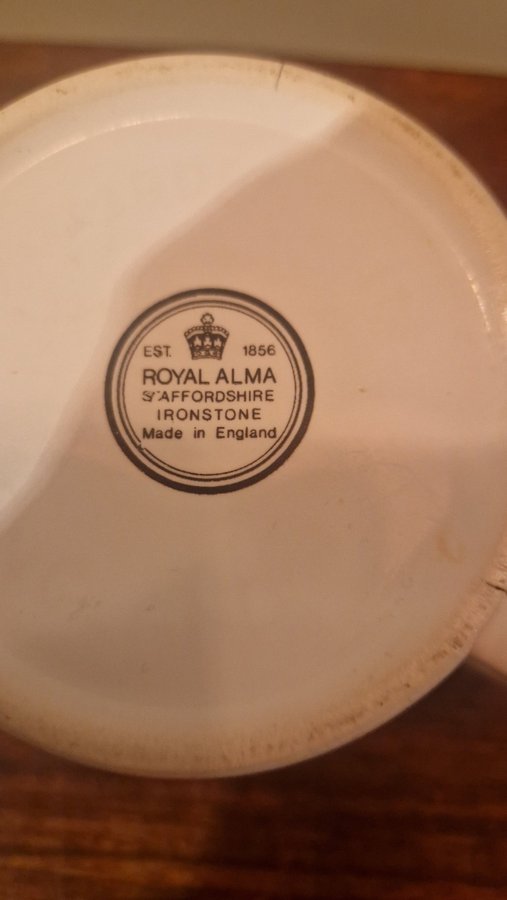 EST. 1856
ROYAL ALMA
STAFFORDSHIRE
IRONSTONE
Made in England